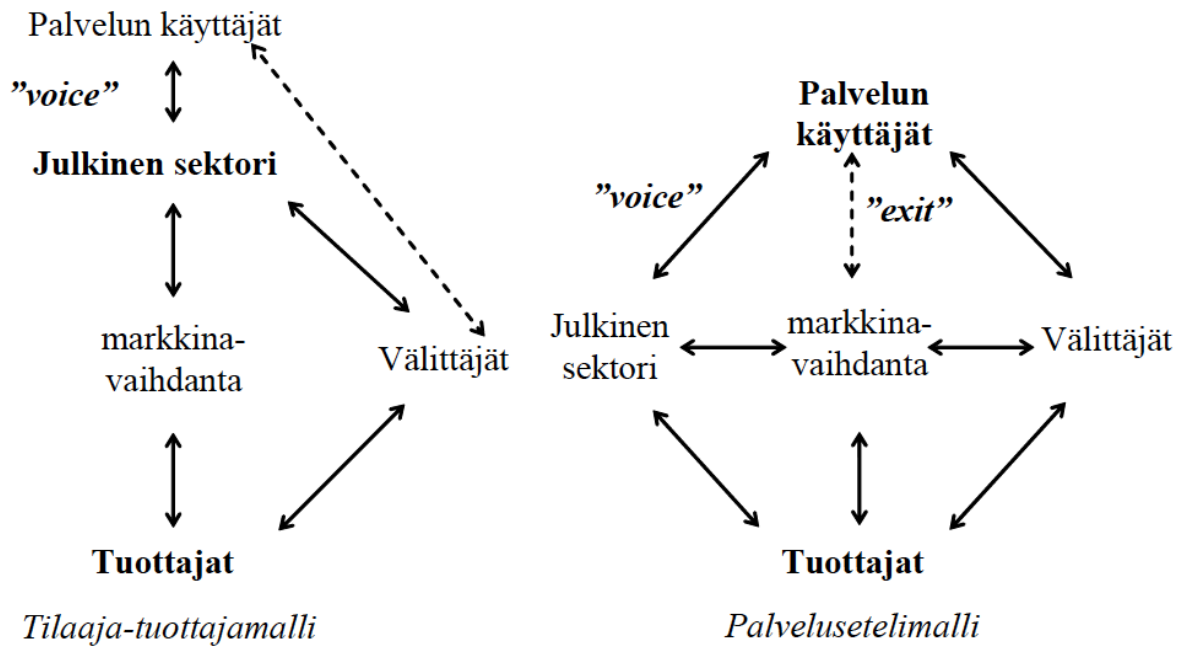 Palvelun käyttäjät
”voice”
Julkinen sektori
markkina-
vaihdanta
Välittäjät
Tuottajat
Tilaaja-tuottajamalli
Palvelun
käyttäjät
”voice”
”exit”
Julkinen
sektori
markkina-
vaihdanta
Välittäjät
Tuottajat
Palvelusetelimalli